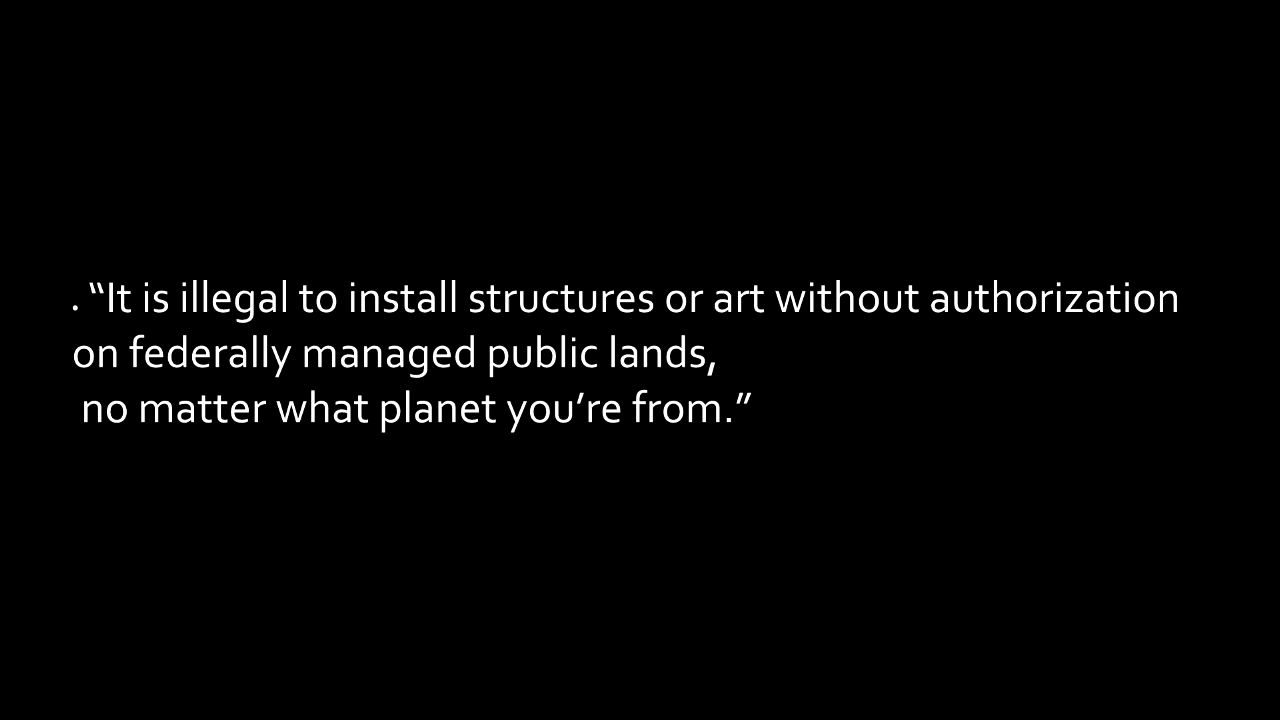 . “It is illegal to install structures or art without authorization
on federally managed public lands,
no matter what planet you’re from.”